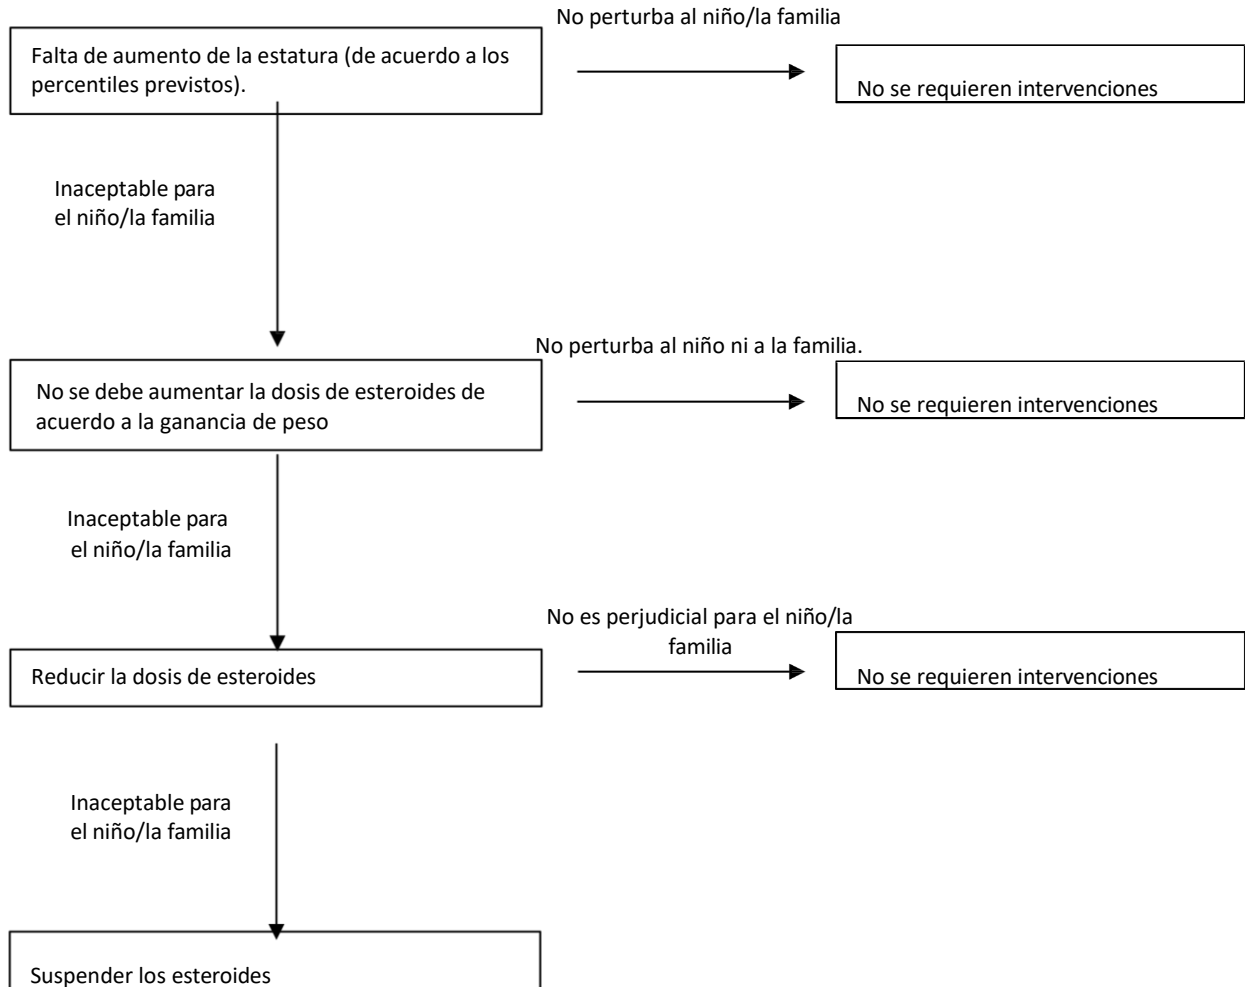 No perturba al niño/la familia
Falta de aumento de la estatura (de acuerdo a los
percentiles previstos).
No se requieren intervenciones
Inaceptable para
el niño/la familia
No perturba al niño ni a la familia.
No se debe aumentar la dosis de esteroides de
acuerdo a la ganancia de peso
No se requieren intervenciones
Inaceptable para
el niño/la familia
No es perjudicial para el niño/la
familia
Reducir la dosis de esteroides
No se requieren intervenciones
Inaceptable para
el niño/la familia
Suspender los esteroides